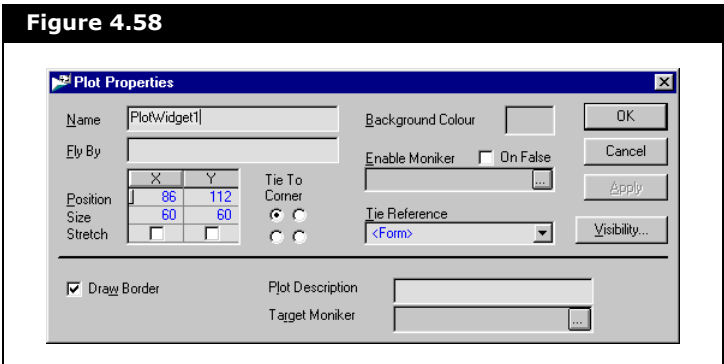 Figure 4.58
Plot Properties
Name PlotWidget1
Background Colour
OK
Fly By
Enable Moniker On False
Cancel
...
X Y
Tie To
Corner
Apply
Position 86 112
Size 60 60
Stretch
Tie Reference
<Form>
Visibility...
Draw Border
Plot Description
Target Moniker
...